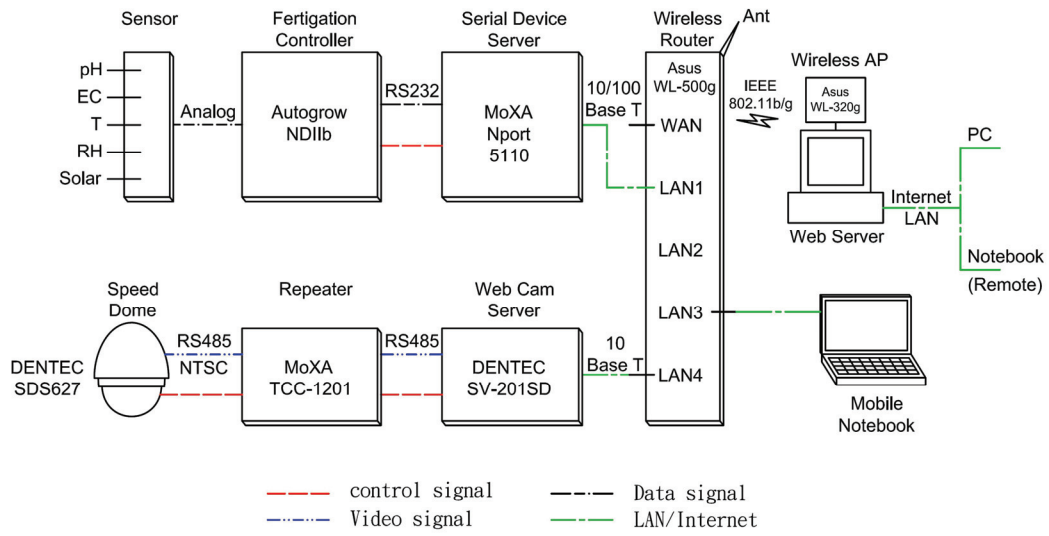 Sensor
Fertigation
Controller
Serial Device
Server
Wireless
Router
Ant
pH
EC
T
RH
Solar
Analog
Autogrow
NDIIb
RS232
MoXA
Nport
5110
10/100
Base T
Asus
WL-500g
WAN
LAN1
LAN2
LAN3
LAN4
IEEE
802.11b/g
Wireless AP
Asus
WL-320g
Web Server
Internet
LAN
PC
Notebook
(Remote)
Speed
Dome
DENTEC
SDS627
RS485
NTSC
Repeater
MoXA
TCC-1201
RS485
Web Cam
Server
DENTEC
SV-201SD
10
Base T
Mobile
Notebook
control signal
Video signal
Data signal
LAN/Internet